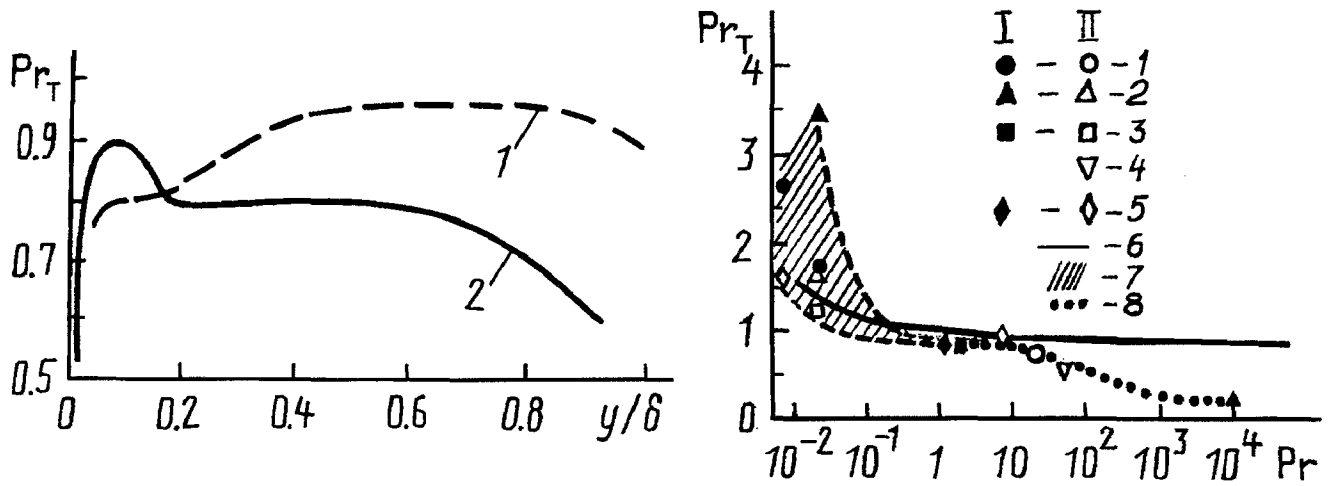 Pr_T
0.9
0.7
0.5
0 0.2 0.4 0.6 0.8 y/δ
1
2
Pr_T
4
3
2
1
0
10^-2 10^-1 1 10 10^2 10^3 10^4 Pr
I II
– – 1
– – 2
– – 3
– 4
– – 5
– 6
– 7
– 8